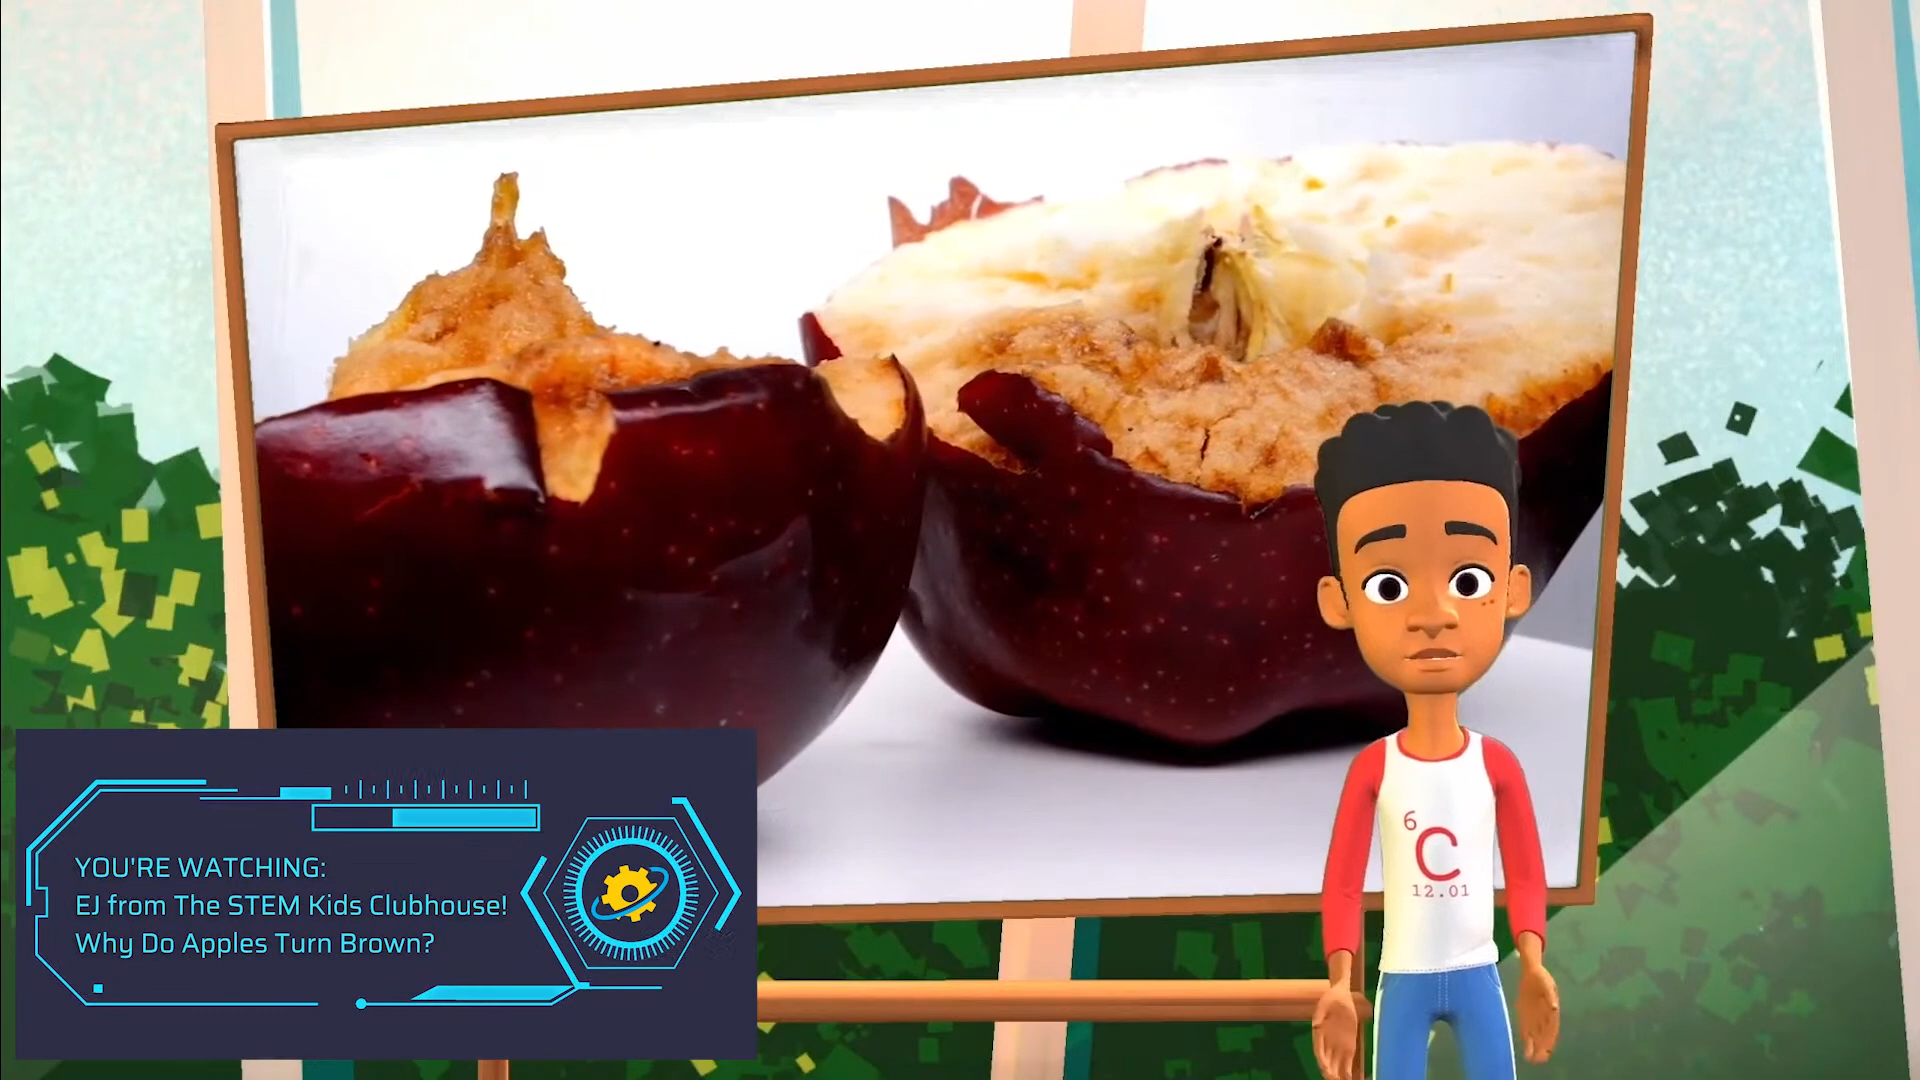 YOU'RE WATCHING:
EJ from The STEM Kids Clubhouse!
Why Do Apples Turn Brown?
6
C
12.01